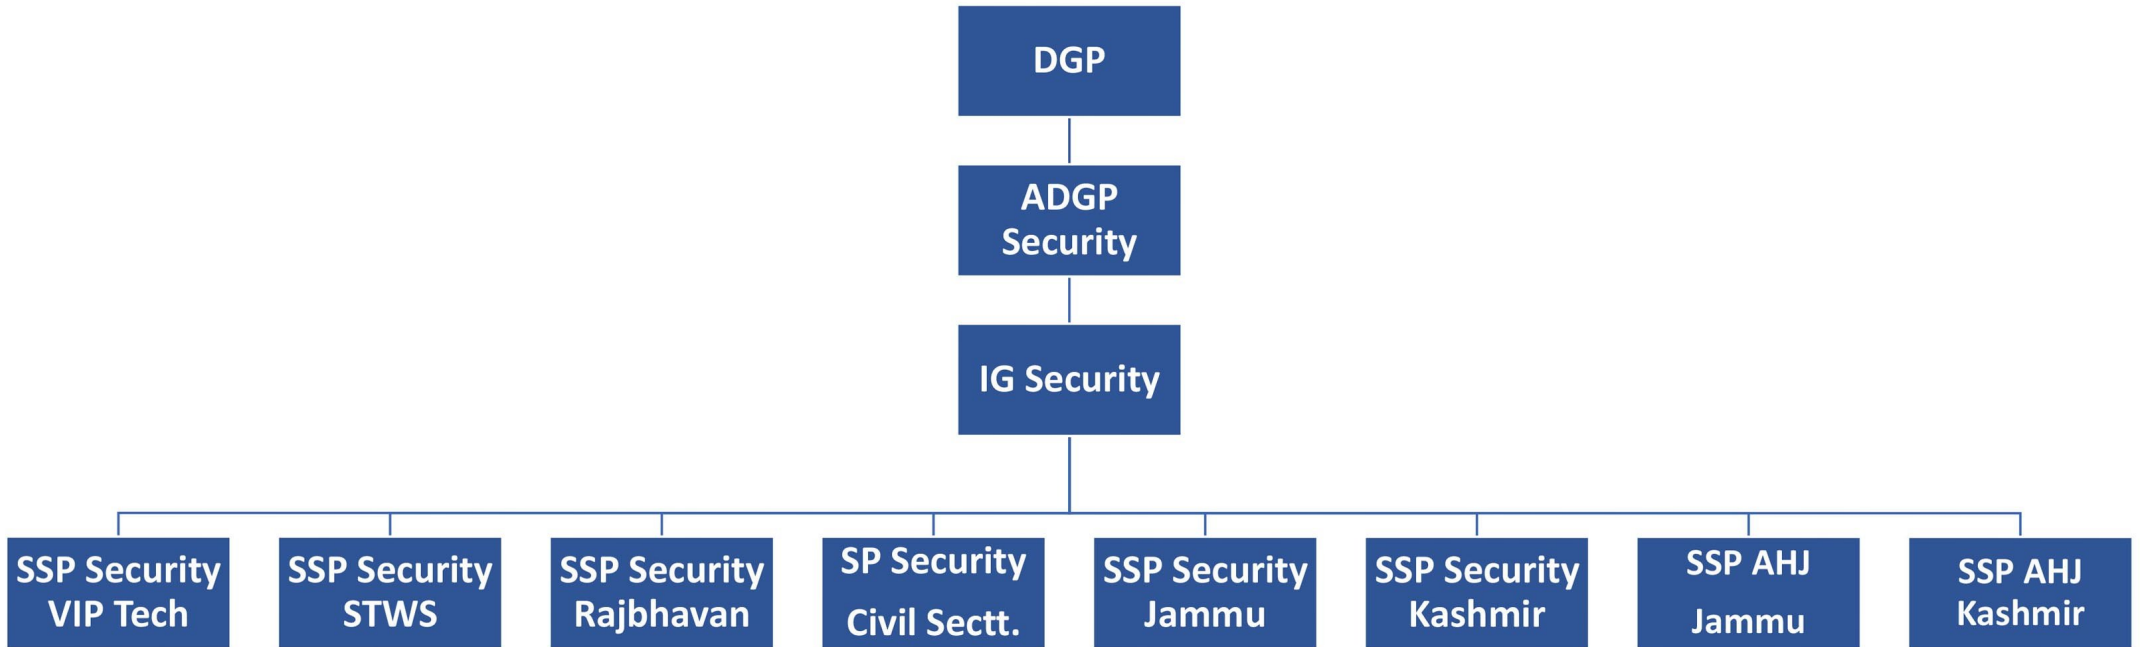 DGP
ADGP
Security
IG Security
SSP Security
VIP Tech
SSP Security
STWS
SSP Security
Rajbhavan
SP Security
Civil Sectt.
SSP Security
Jammu
SSP Security
Kashmir
SSP AHJ
Jammu
SSP AHJ
Kashmir